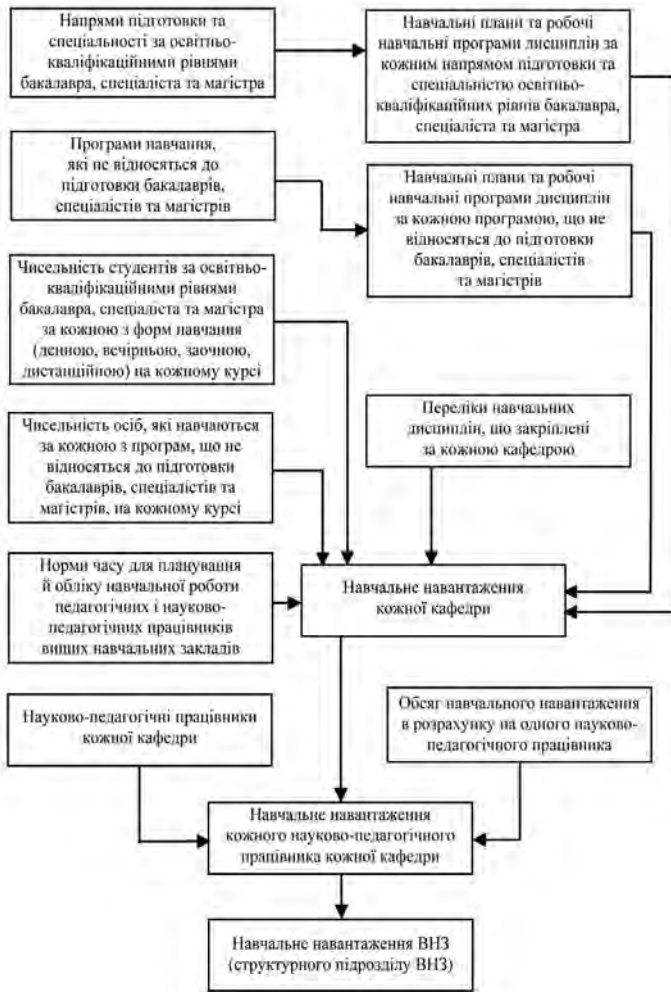 Напрями підготовки та
спеціальності за освітньо-
кваліфікаційними рівнями
бакалавра, спеціаліста та магістра
Навчальні плани та робочі
навчальні програми дисциплін за
кожним напрямом підготовки та
спеціальністю освітньо-
кваліфікаційних рівнів бакалавра,
спеціаліста та магістра
Програми навчання,
які не відносяться до
підготовки бакалаврів,
спеціалістів та магістрів
Навчальні плани та робочі
навчальні програми дисциплін
за кожною програмою, що не
відносяться до підготовки
бакалаврів, спеціалістів
та магістрів
Чисельність студентів за освітньо-
кваліфікаційними рівнями
бакалавра, спеціаліста та магістра
за кожною з форм навчання
(денною, вечірньою, заочною,
дистанційною) на кожному курсі
Чисельність осіб, які навчаються
за кожною з програм, що не
відносяться до підготовки
бакалаврів, спеціалістів та
магістрів, на кожному курсі
Переліки навчальних
дисциплін, що закріплені
за кожною кафедрою
Норми часу для планування
й обліку навчальної роботи
педагогічних і науково-
педагогічних працівників
вищих навчальних закладів
Навчальне навантаження
кожної кафедри
Науково-педагогічні працівники
кожної кафедри
Обсяг навчального навантаження
в розрахунку на одного науково-
педагогічного працівника
Навчальне навантаження
кожного науково-педагогічного
працівника кожної кафедри
Навчальне навантаження ВНЗ
(структурного підрозділу ВНЗ)